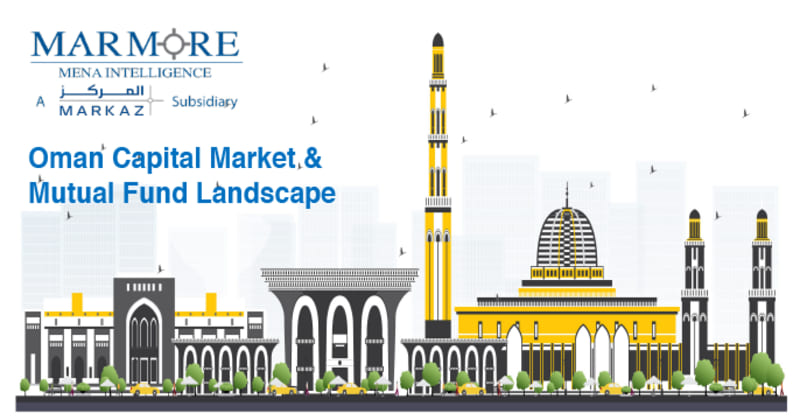 MARMORE
MENA INTELLIGENCE
A المركز Subsidiary
MARKAZ
Oman Capital Market &
Mutual Fund Landscape